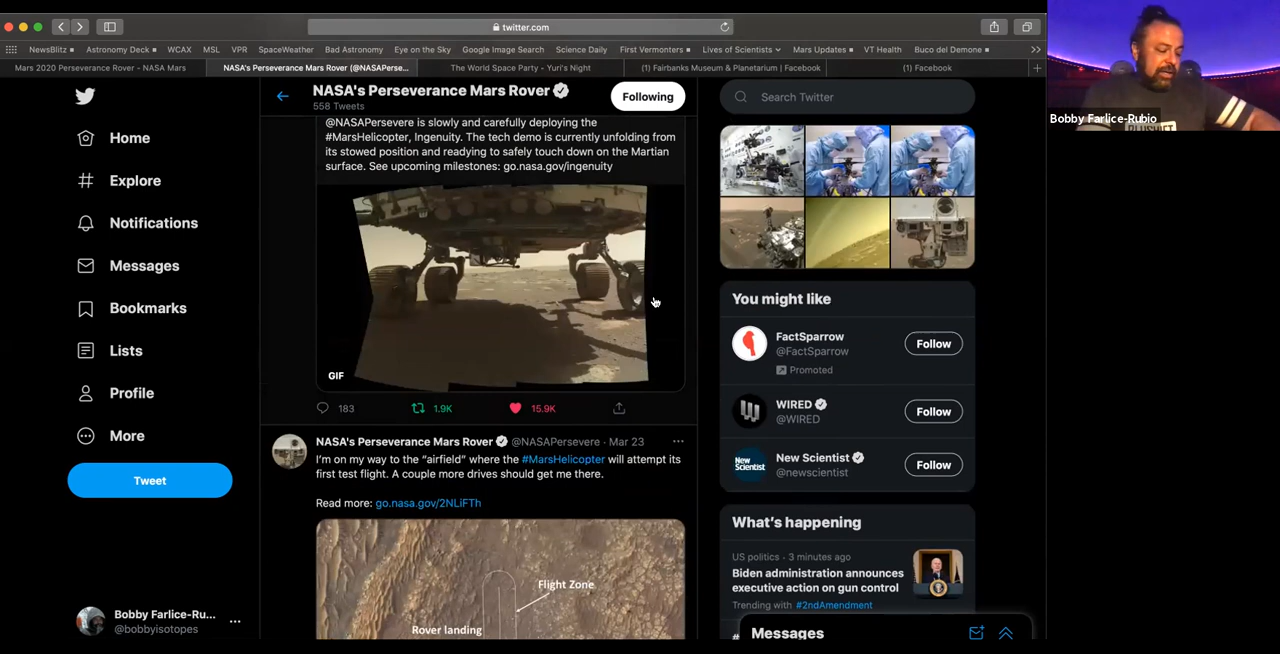 twitter.com
NewsBlitz
Astronomy Deck
WCAX
MSL
VPR
SpaceWeather
Bad Astronomy
Eye on the Sky
Google Image Search
Science Daily
First Vermonters
Lives of Scientists
Mars Updates
VT Health
Buco del Demone
Mars 2020 Perseverance Rover - NASA Mars
NASA's Perseverance Mars Rover (@NASAPerse...
The World Space Party - Yuri's Night
(1) Fairbanks Museum & Planetarium | Facebook
(1) Facebook
Home
Explore
Notifications
Messages
Bookmarks
Lists
Profile
More
Tweet
Bobby Farlice-Ru...
@bobbyisotopes
NASA's Perseverance Mars Rover
558 Tweets
Following
@NASAPersevere is slowly and carefully deploying the
#MarsHelicopter, Ingenuity. The tech demo is currently unfolding from
its stowed position and readying to safely touch down on the Martian
surface. See upcoming milestones: go.nasa.gov/ingenuity
GIF
183
1.9K
15.9K
NASA's Perseverance Mars Rover @NASAPersevere · Mar 23
I'm on my way to the “airfield” where the #MarsHelicopter will attempt its
first test flight. A couple more drives should get me there.
Read more: go.nasa.gov/2NLiFTh
Flight Zone
Rover landing
Search Twitter
You might like
FactSparrow
@FactSparrow
Promoted
Follow
WIRED
@WIRED
Follow
New Scientist
New Scientist
@newscientist
Follow
What's happening
US politics · 3 minutes ago
Biden administration announces
executive action on gun control
Trending with #2ndAmendment
Messages
Bobby Farlice-Rubio